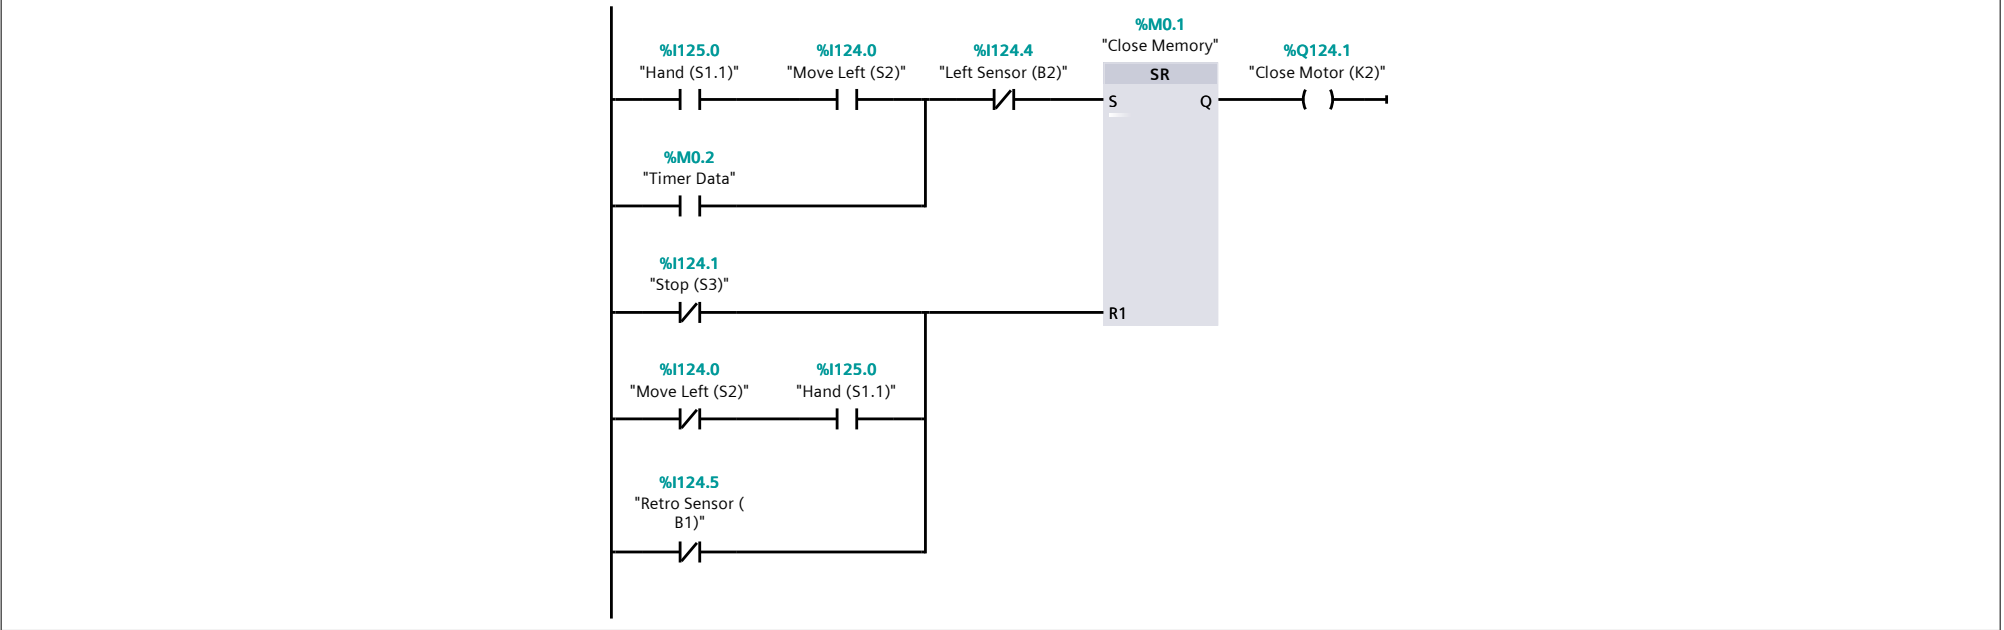 %M0.1
"Close Memory"
%I125.0
"Hand (S1.1)"
%I124.0
"Move Left (S2)"
%I124.4
"Left Sensor (B2)"
SR
%Q124.1
"Close Motor (K2)"
S
Q
%M0.2
"Timer Data"
%I124.1
"Stop (S3)"
R1
%I124.0
"Move Left (S2)"
%I125.0
"Hand (S1.1)"
%I124.5
"Retro Sensor (
B1)"